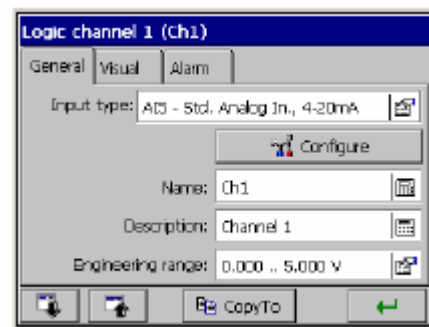 Logic channel 1 (Ch1)
General Visual Alarm
Input type: - Std. Analog In., 4-20mA
Configure
Name: Ch1
Description: Channel 1
Engineering range: 0.000 .. 5.000 V
CopyTo